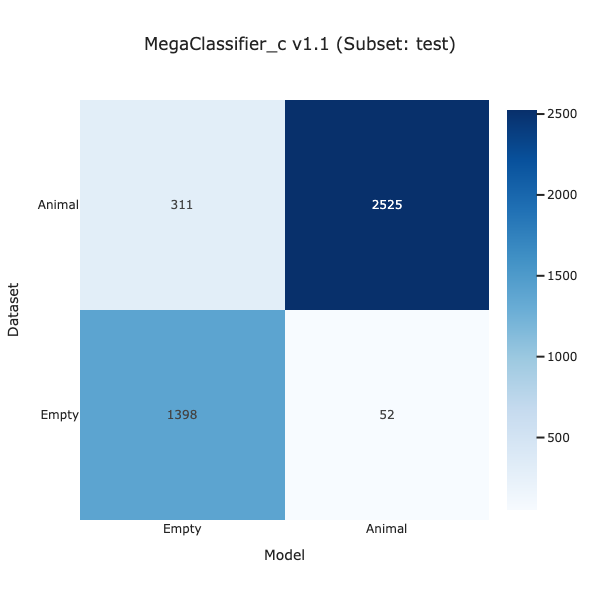 MegaClassifier_c v1.1 (Subset: test)
Dataset
Animal
311
2525
Empty
1398
52
Empty
Animal
Model
2500
2000
1500
1000
500